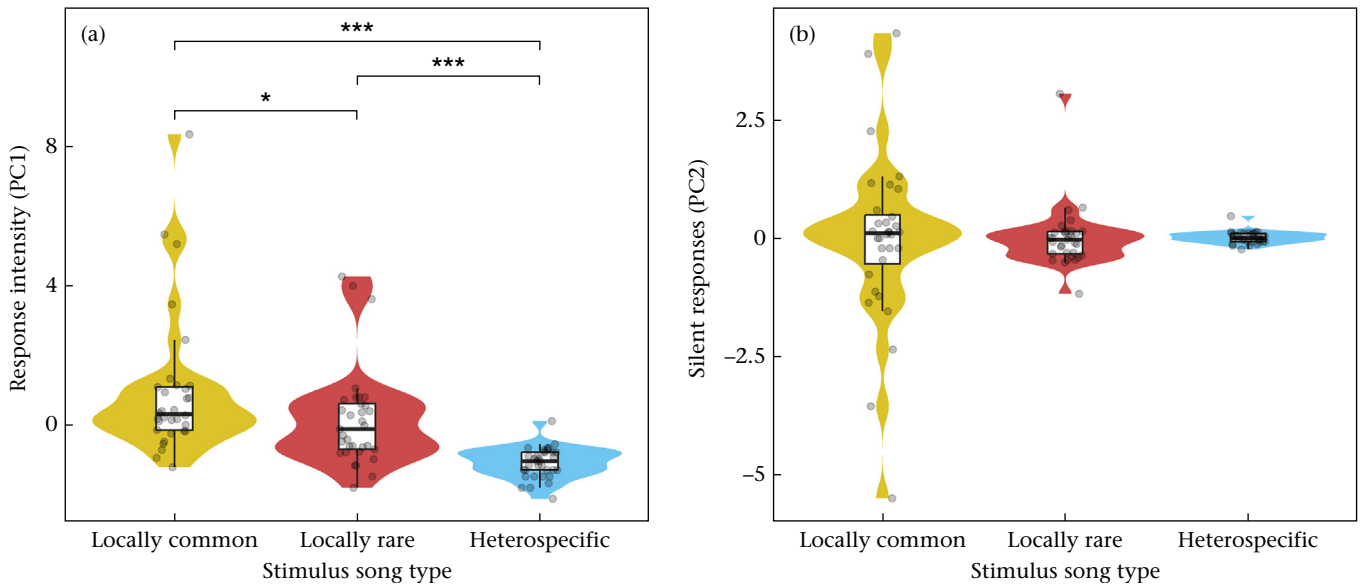 (a)
***
***
*
8
4
0
Response intensity (PC1)
Locally common
Locally rare
Heterospecific
Stimulus song type
(b)
2.5
0
−2.5
−5
Silent responses (PC2)
Locally common
Locally rare
Heterospecific
Stimulus song type